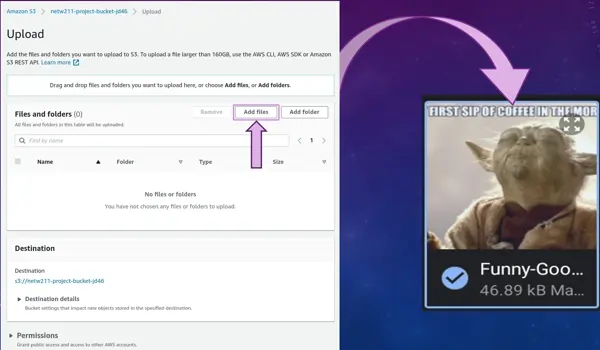 Amazon S3 > netw211-project-bucket-jd46 > Upload
Upload
Add the files and folders you want to upload to S3. To upload a file larger than 160GB, use the AWS CLI, AWS SDK or Amazon
S3 REST API. Learn more
Drag and drop files and folders you want to upload here, or choose Add files, or Add folders.
Files and folders (0)
Remove
Add files
Add folder
All files and folders in this table will be uploaded.
Find by name
< 1 >
Name
Folder
Type
Size
No files or folders
You have not chosen any files or folders to upload.
Destination
Destination
s3://netw211-project-bucket-jd46
Destination details
Bucket settings that impact new objects stored in the specified destination.
Permissions
Grant public access and access to other AWS accounts.
FIRST SIP OF COFFEE IN THE MOR
Funny-Goo...
46.89 kB Ma...